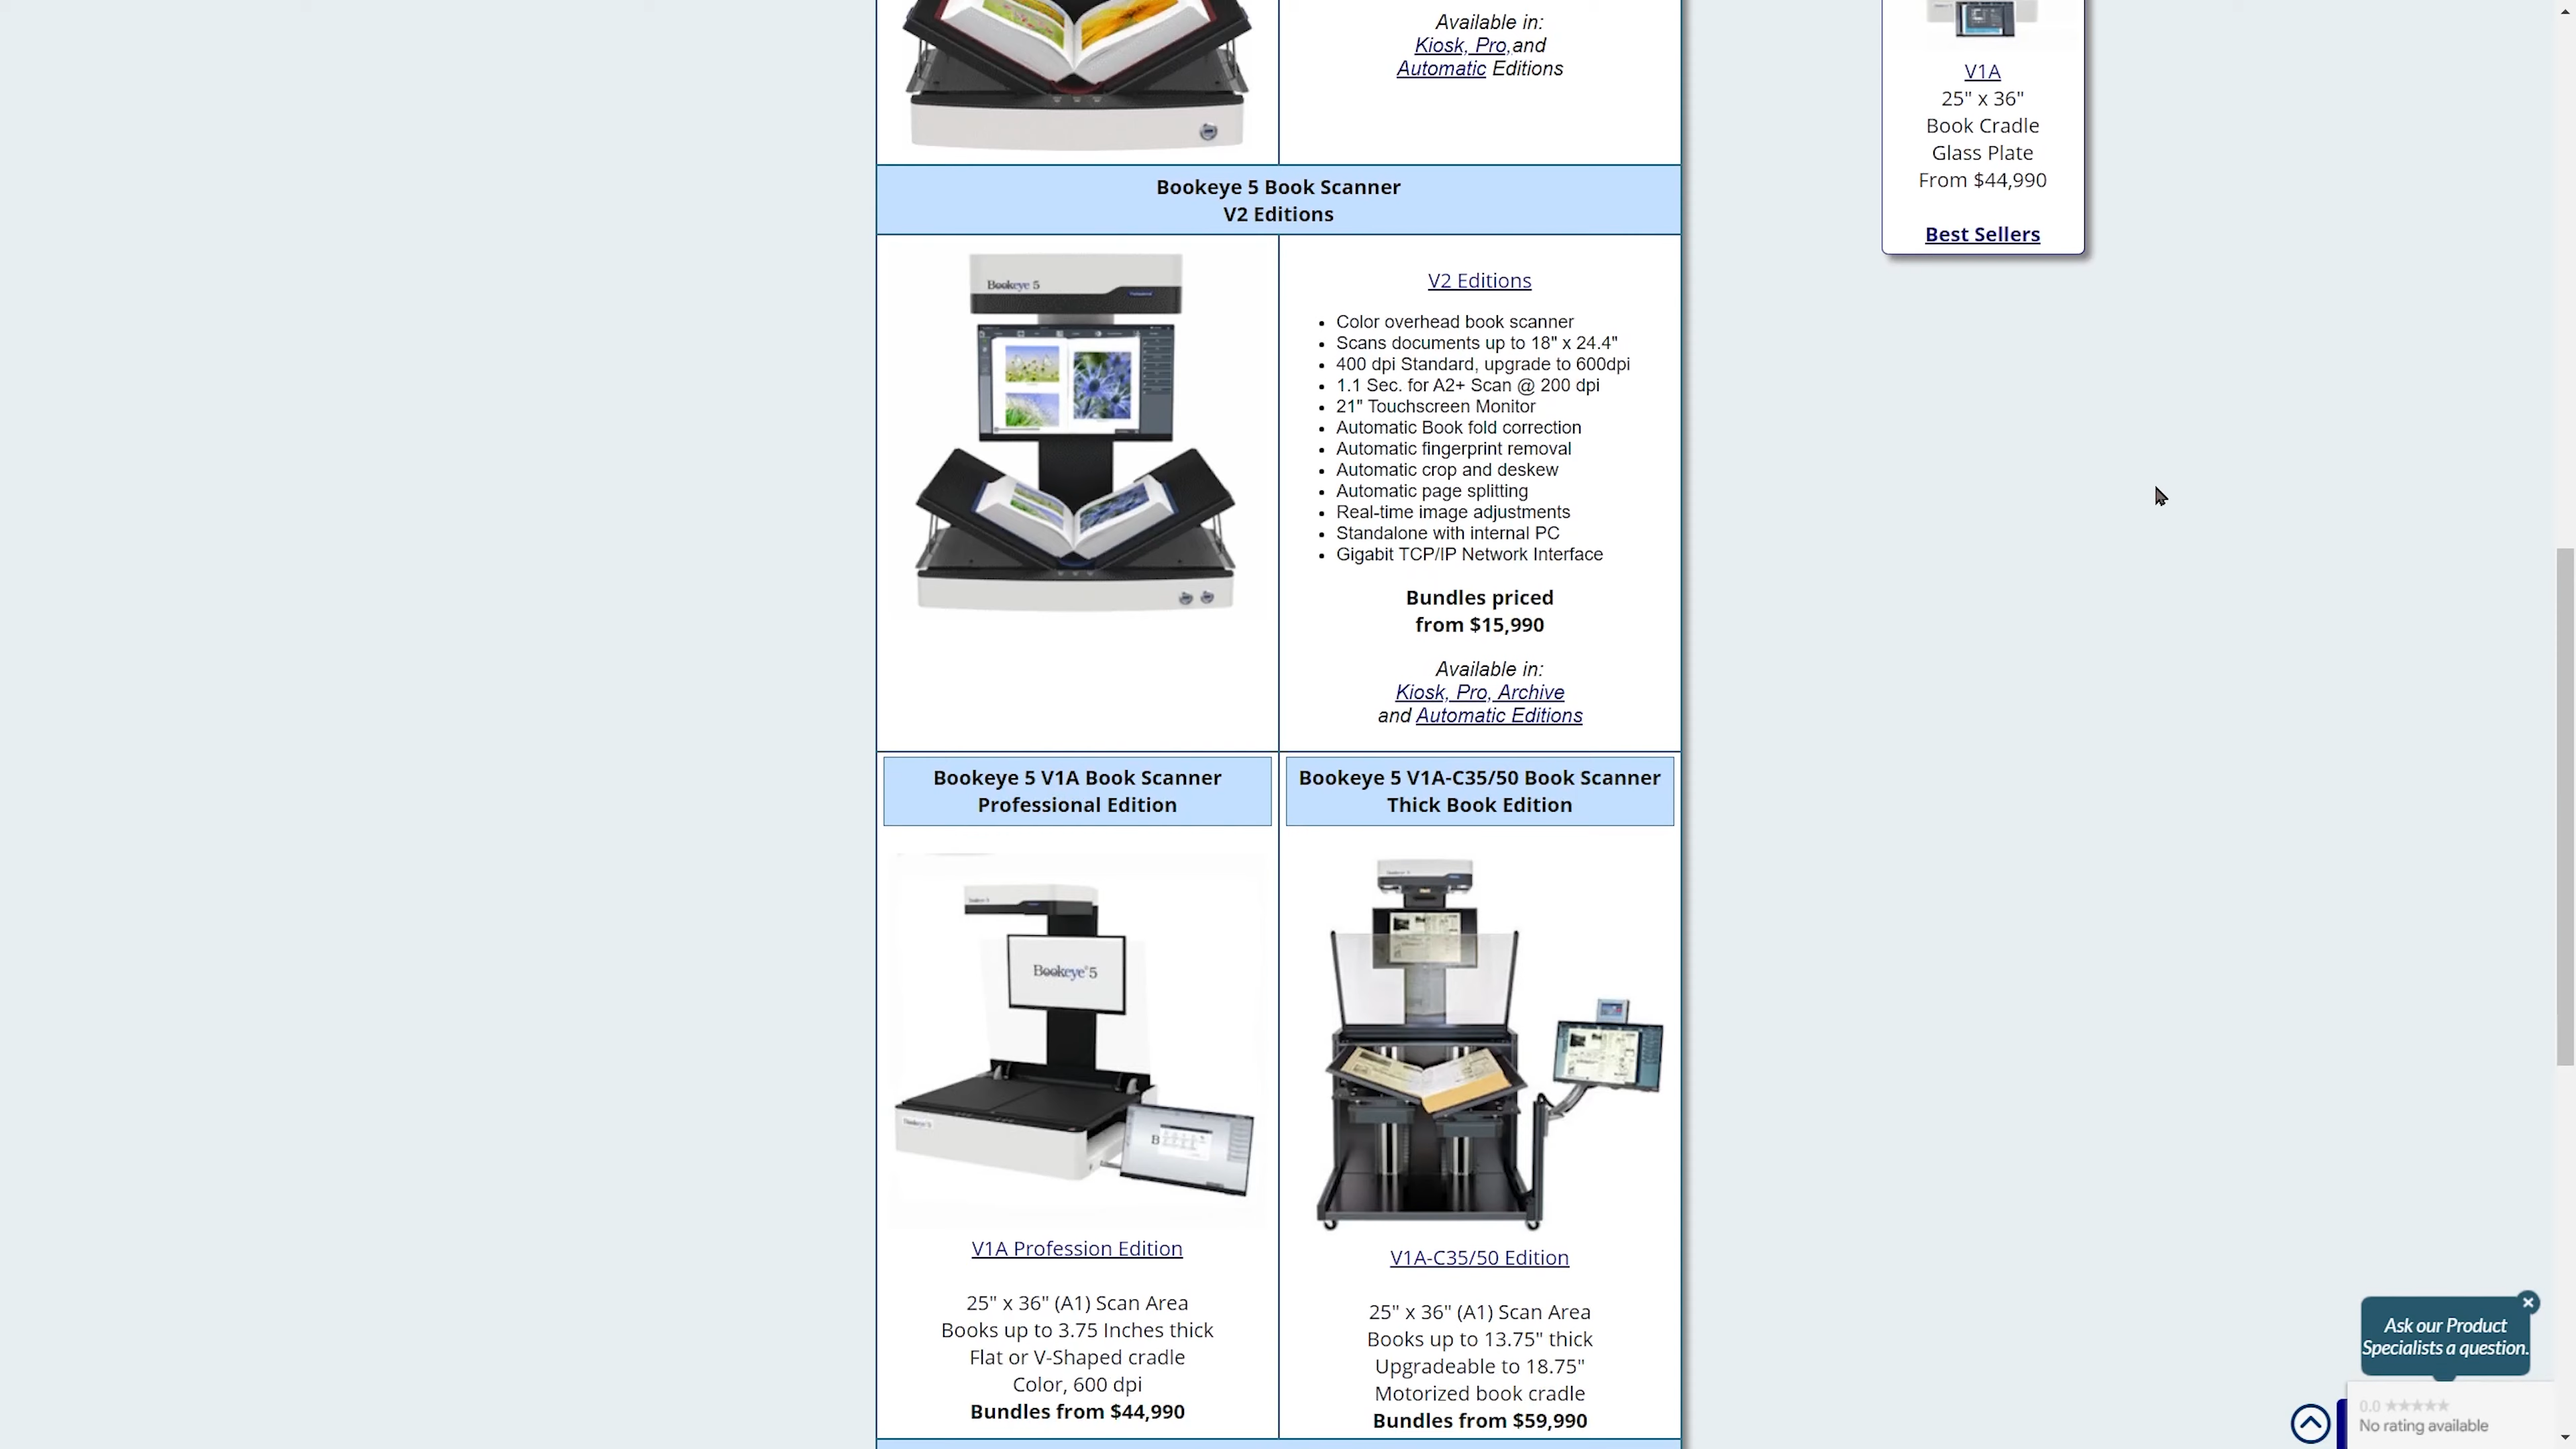 Available in:
Kiosk, Pro,and
Automatic Editions
V1A
25" x 36"
Book Cradle
Glass Plate
From $44,990
Best Sellers
Bookeye 5 Book Scanner
V2 Editions
Bookeye 5
V2 Editions
• Color overhead book scanner
• Scans documents up to 18" x 24.4"
• 400 dpi Standard, upgrade to 600dpi
• 1.1 Sec. for A2+ Scan @ 200 dpi
• 21" Touchscreen Monitor
• Automatic Book fold correction
• Automatic fingerprint removal
• Automatic crop and deskew
• Automatic page splitting
• Real-time image adjustments
• Standalone with internal PC
• Gigabit TCP/IP Network Interface
Bundles priced
from $15,990
Available in:
Kiosk, Pro, Archive
and Automatic Editions
Bookeye 5 V1A Book Scanner
Professional Edition
Bookeye® 5
V1A Profession Edition
25" x 36" (A1) Scan Area
Books up to 3.75 Inches thick
Flat or V-Shaped cradle
Color, 600 dpi
Bundles from $44,990
Bookeye 5 V1A-C35/50 Book Scanner
Thick Book Edition
V1A-C35/50 Edition
25" x 36" (A1) Scan Area
Books up to 13.75" thick
Upgradeable to 18.75"
Motorized book cradle
Bundles from $59,990
Ask our Product
Specialists a question.
0.0 ★★★★★
No rating available